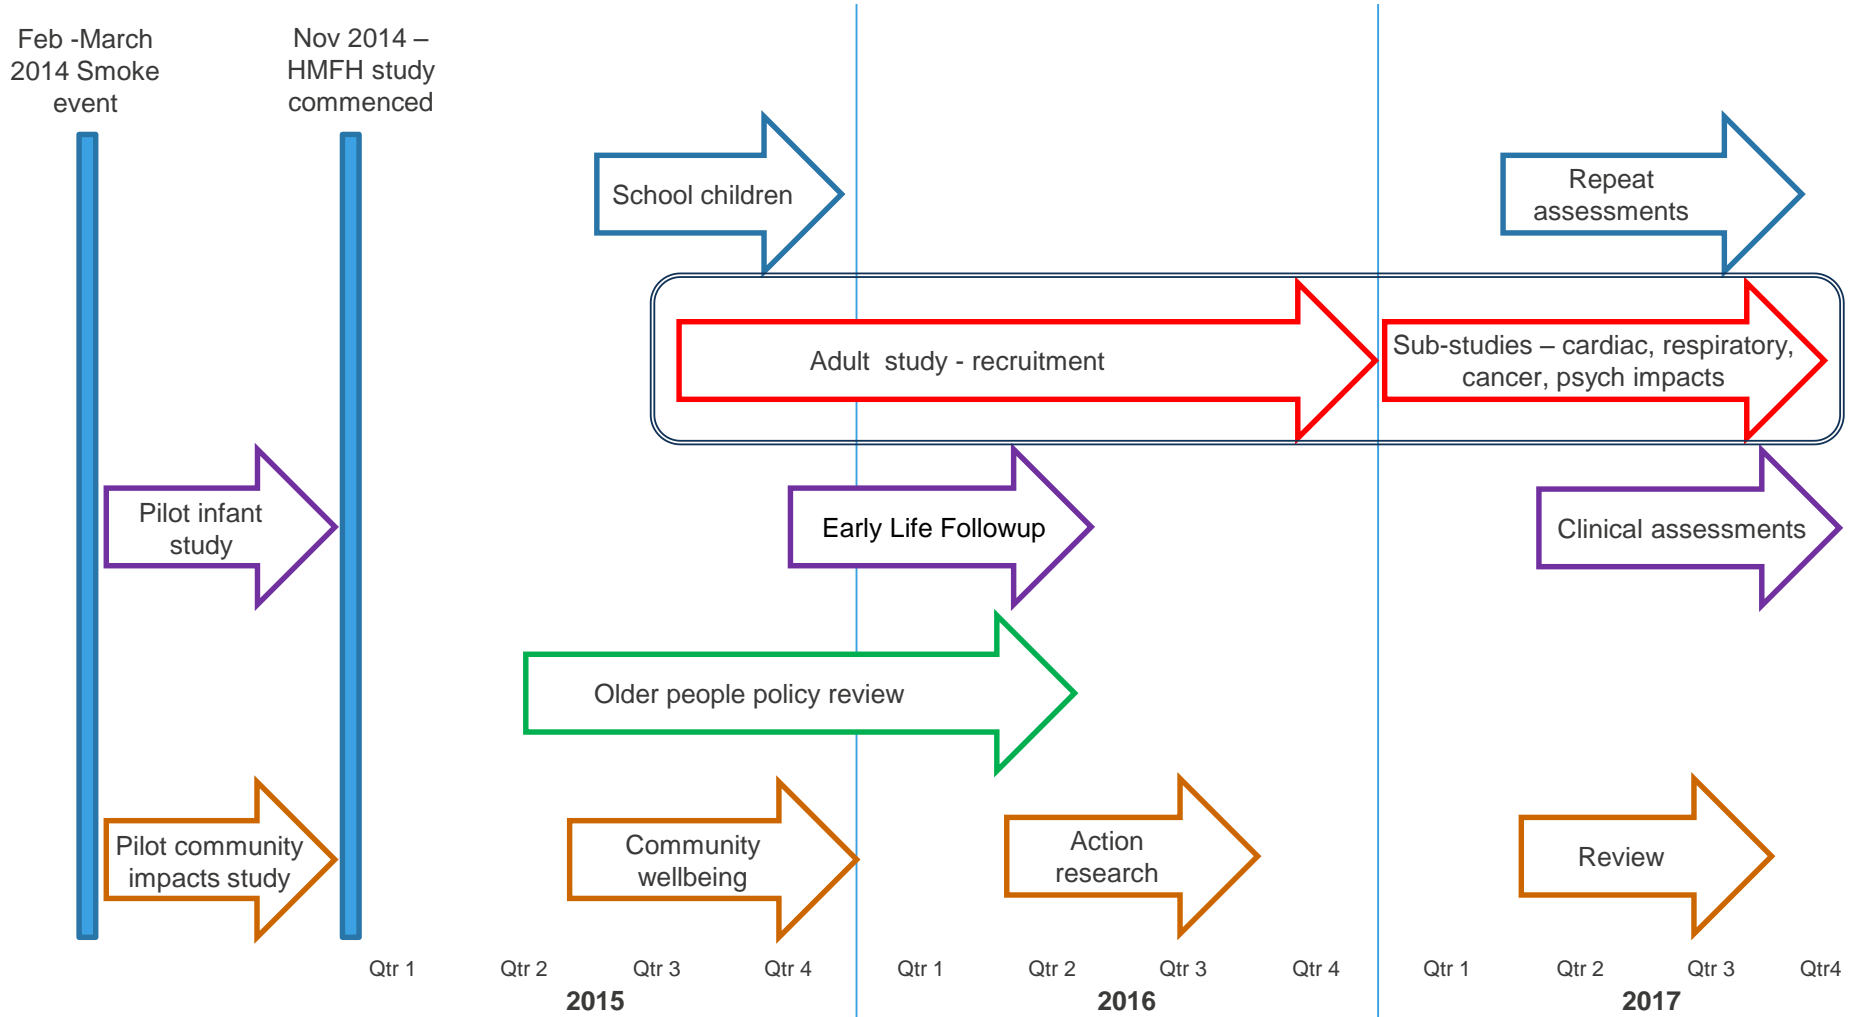 Feb -March
2014 Smoke
event
Nov 2014 –
HMFH study
commenced
School children
Repeat
assessments
Adult  study - recruitment
Sub-studies – cardiac, respiratory,
cancer, psych impacts
Pilot infant
study
Early Life Followup
Clinical assessments
Older people policy review
Pilot community
impacts study
Community
wellbeing
Action
research
Review
Qtr 1 Qtr 2 Qtr 3 Qtr 4 Qtr 1 Qtr 2 Qtr 3 Qtr 4 Qtr 1 Qtr 2 Qtr 3 Qtr4
2015 2016 2017